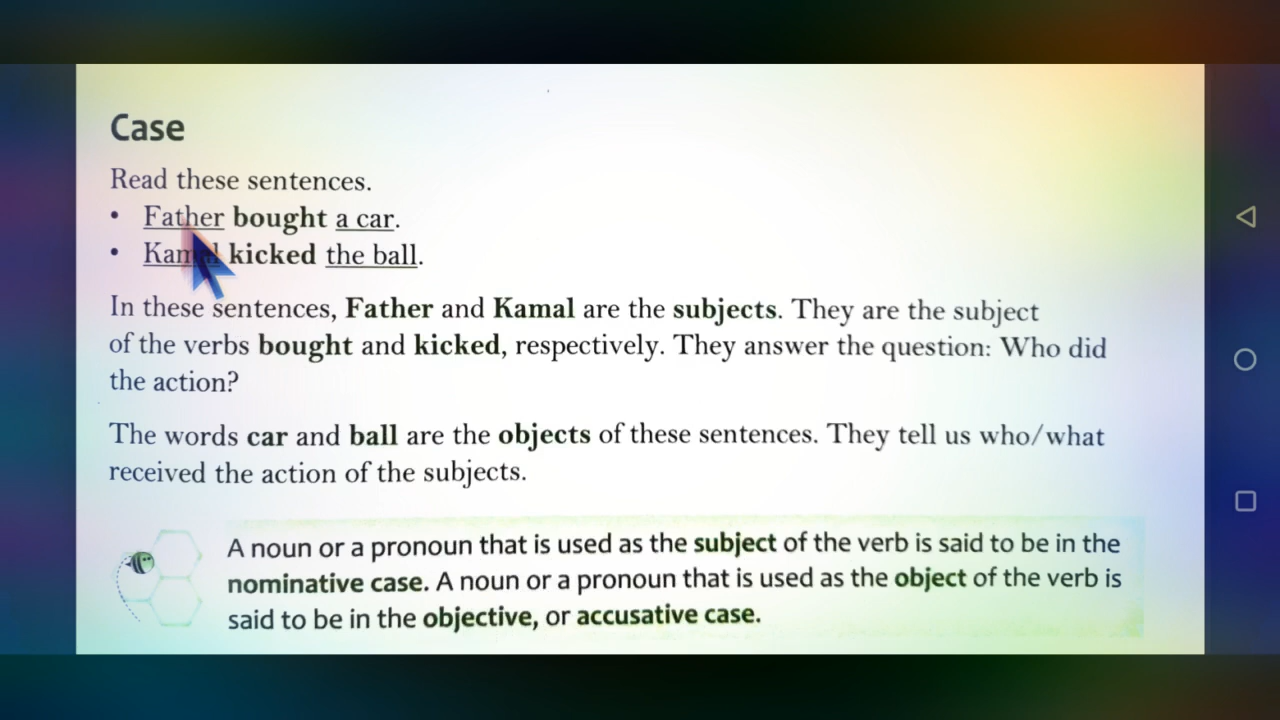 Case
Read these sentences.
• Father bought a car.
• Kamal kicked the ball.
In these sentences, Father and Kamal are the subjects. They are the subject
of the verbs bought and kicked, respectively. They answer the question: Who did
the action?
The words car and ball are the objects of these sentences. They tell us who/what
received the action of the subjects.
A noun or a pronoun that is used as the subject of the verb is said to be in the
nominative case. A noun or a pronoun that is used as the object of the verb is
said to be in the objective, or accusative case.